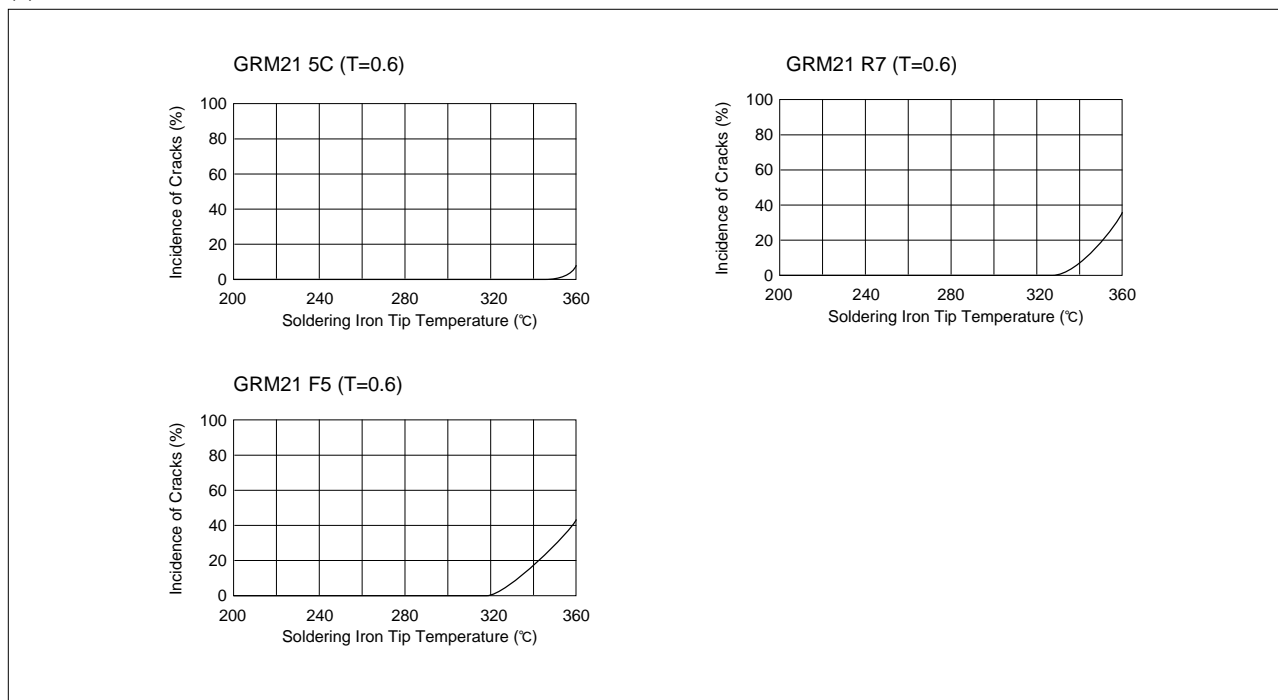 GRM21 5C (T=0.6)
Incidence of Cracks (%)
100
80
60
40
20
0
200 240 280 320 360
Soldering Iron Tip Temperature (℃)
GRM21 R7 (T=0.6)
Incidence of Cracks (%)
100
80
60
40
20
0
200 240 280 320 360
Soldering Iron Tip Temperature (℃)
GRM21 F5 (T=0.6)
Incidence of Cracks (%)
100
80
60
40
20
0
200 240 280 320 360
Soldering Iron Tip Temperature (℃)